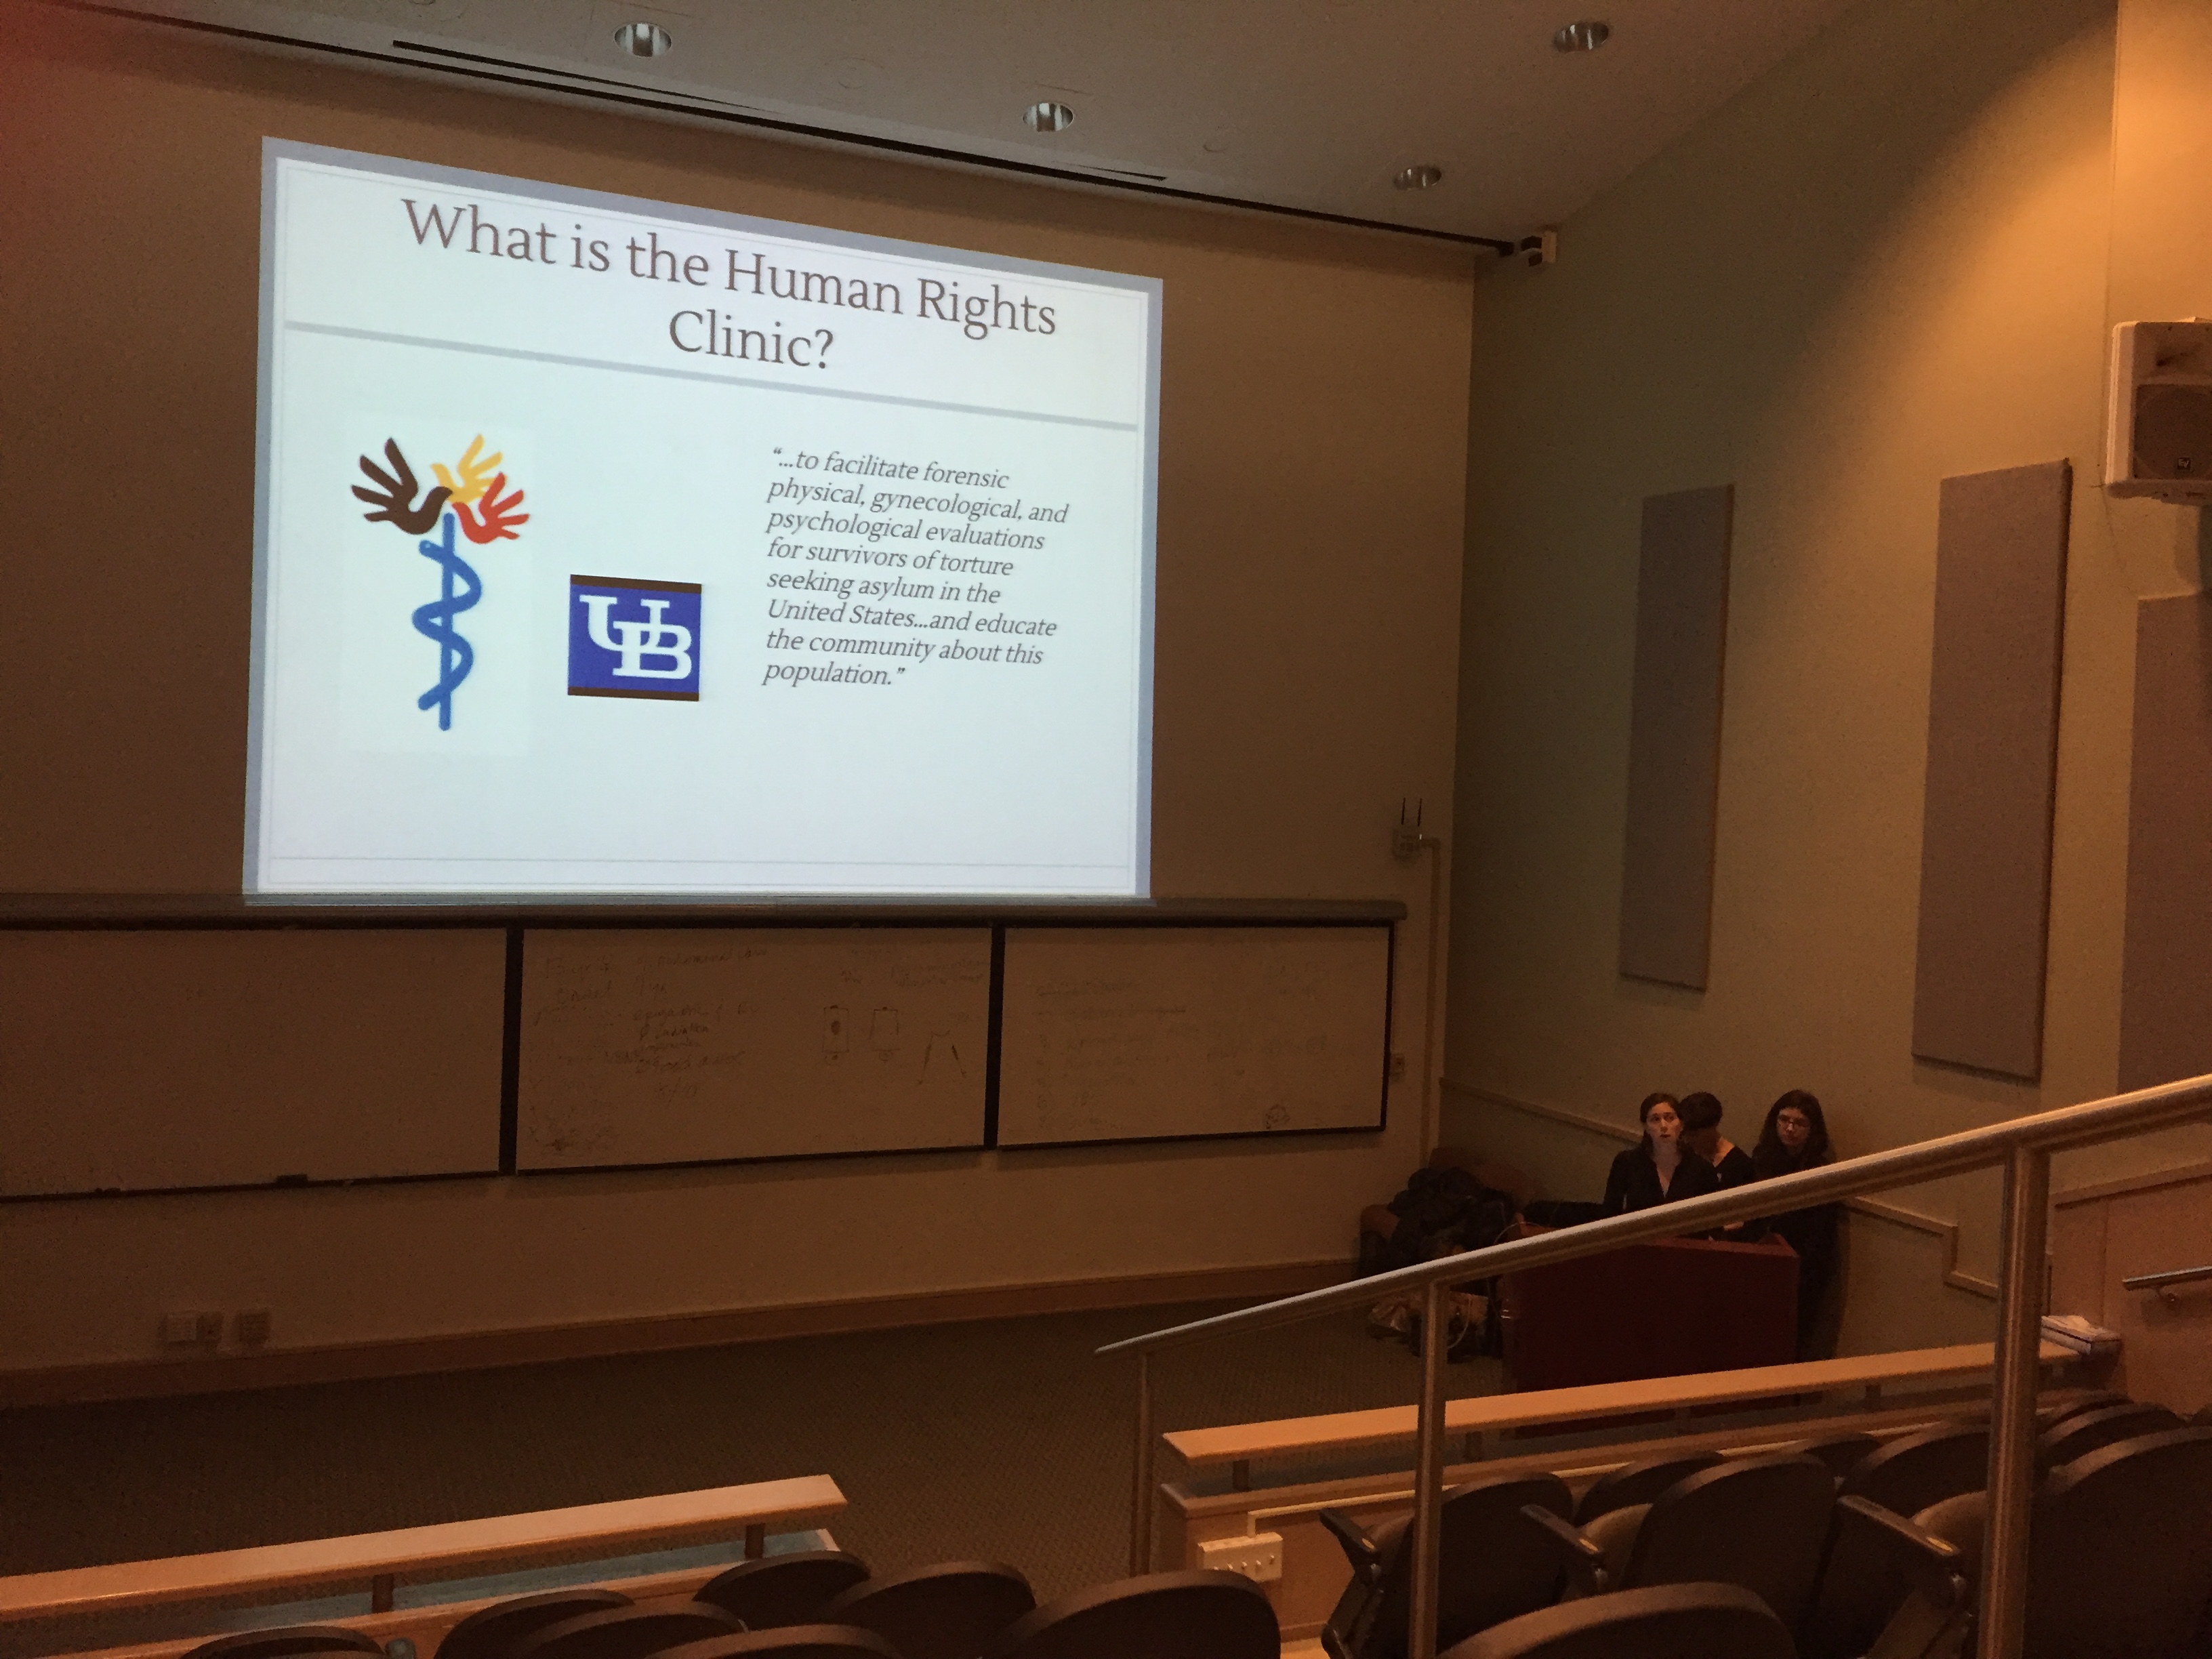 What is the Human Rights
Clinic?
“...to facilitate forensic
physical, gynecological, and
psychological evaluations
for survivors of torture
seeking asylum in the
United States...and educate
the community about this
population.”
UB